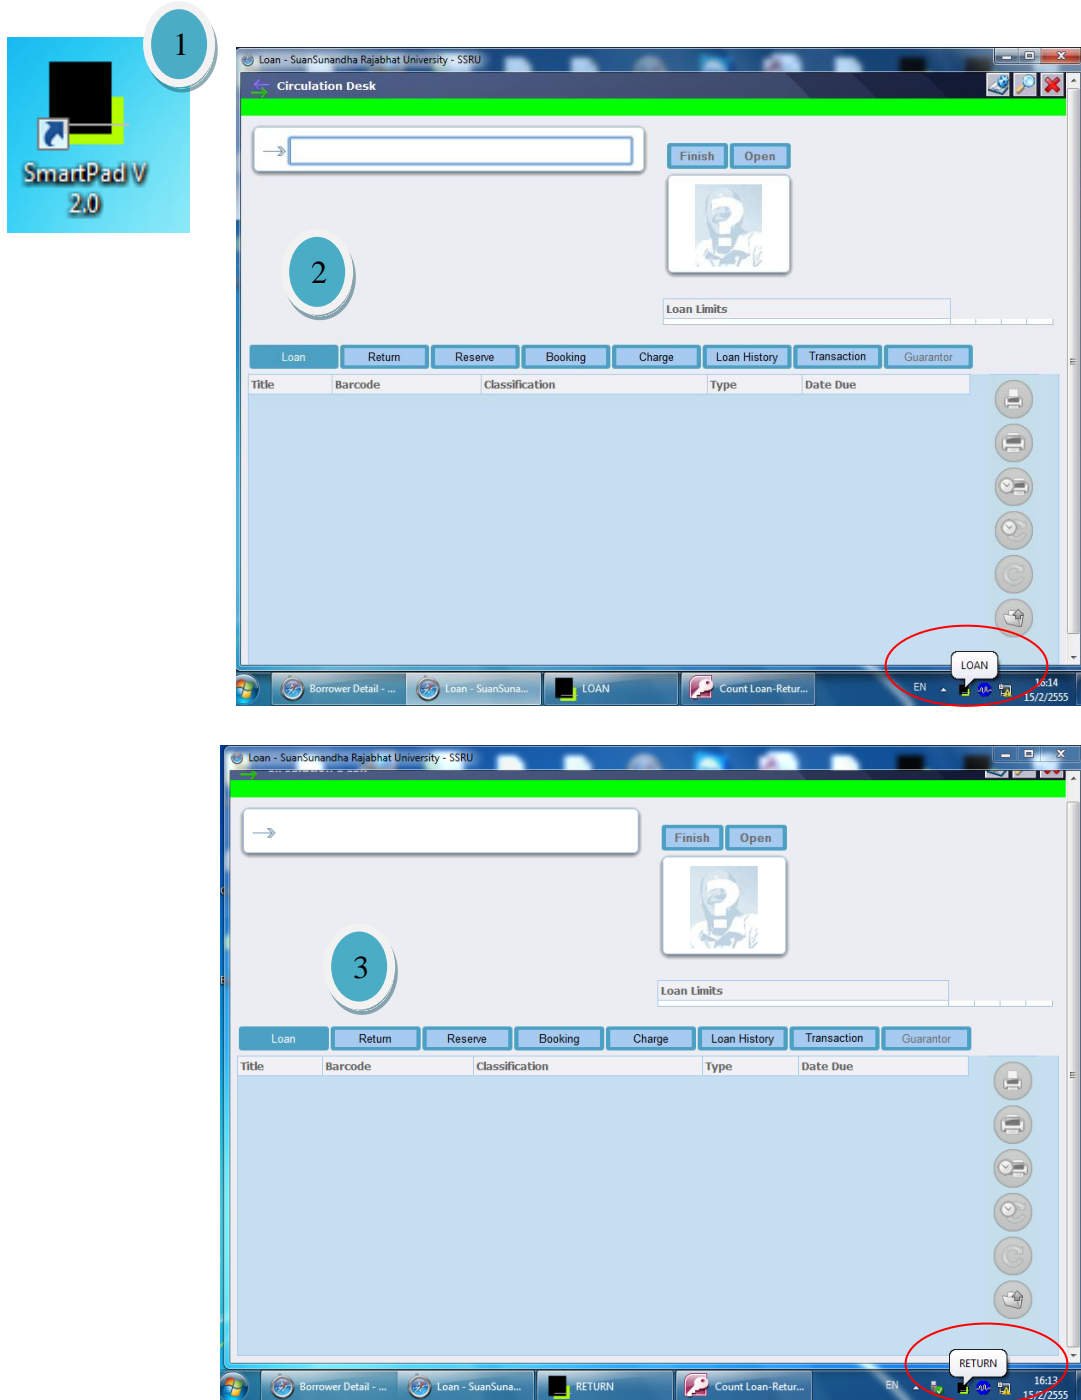 1
SmartPad V
2.0
Loan - SuanSunandha Rajabhat University - SSRU
Circulation Desk
Finish Open
2
Loan Limits
Loan Return Reserve Booking Charge Loan History Transaction Guarantor
Title Barcode Classification Type Date Due
LOAN
Borrower Detail - ... Loan - SuanSuna... LOAN Count Loan-Retur... EN 16:14
15/2/2555
Loan - SuanSunandha Rajabhat University - SSRU
Finish Open
3
Loan Limits
Loan Return Reserve Booking Charge Loan History Transaction Guarantor
Title Barcode Classification Type Date Due
RETURN
Borrower Detail - ... Loan - SuanSuna... RETURN Count Loan-Retur... EN 16:13
15/2/2555